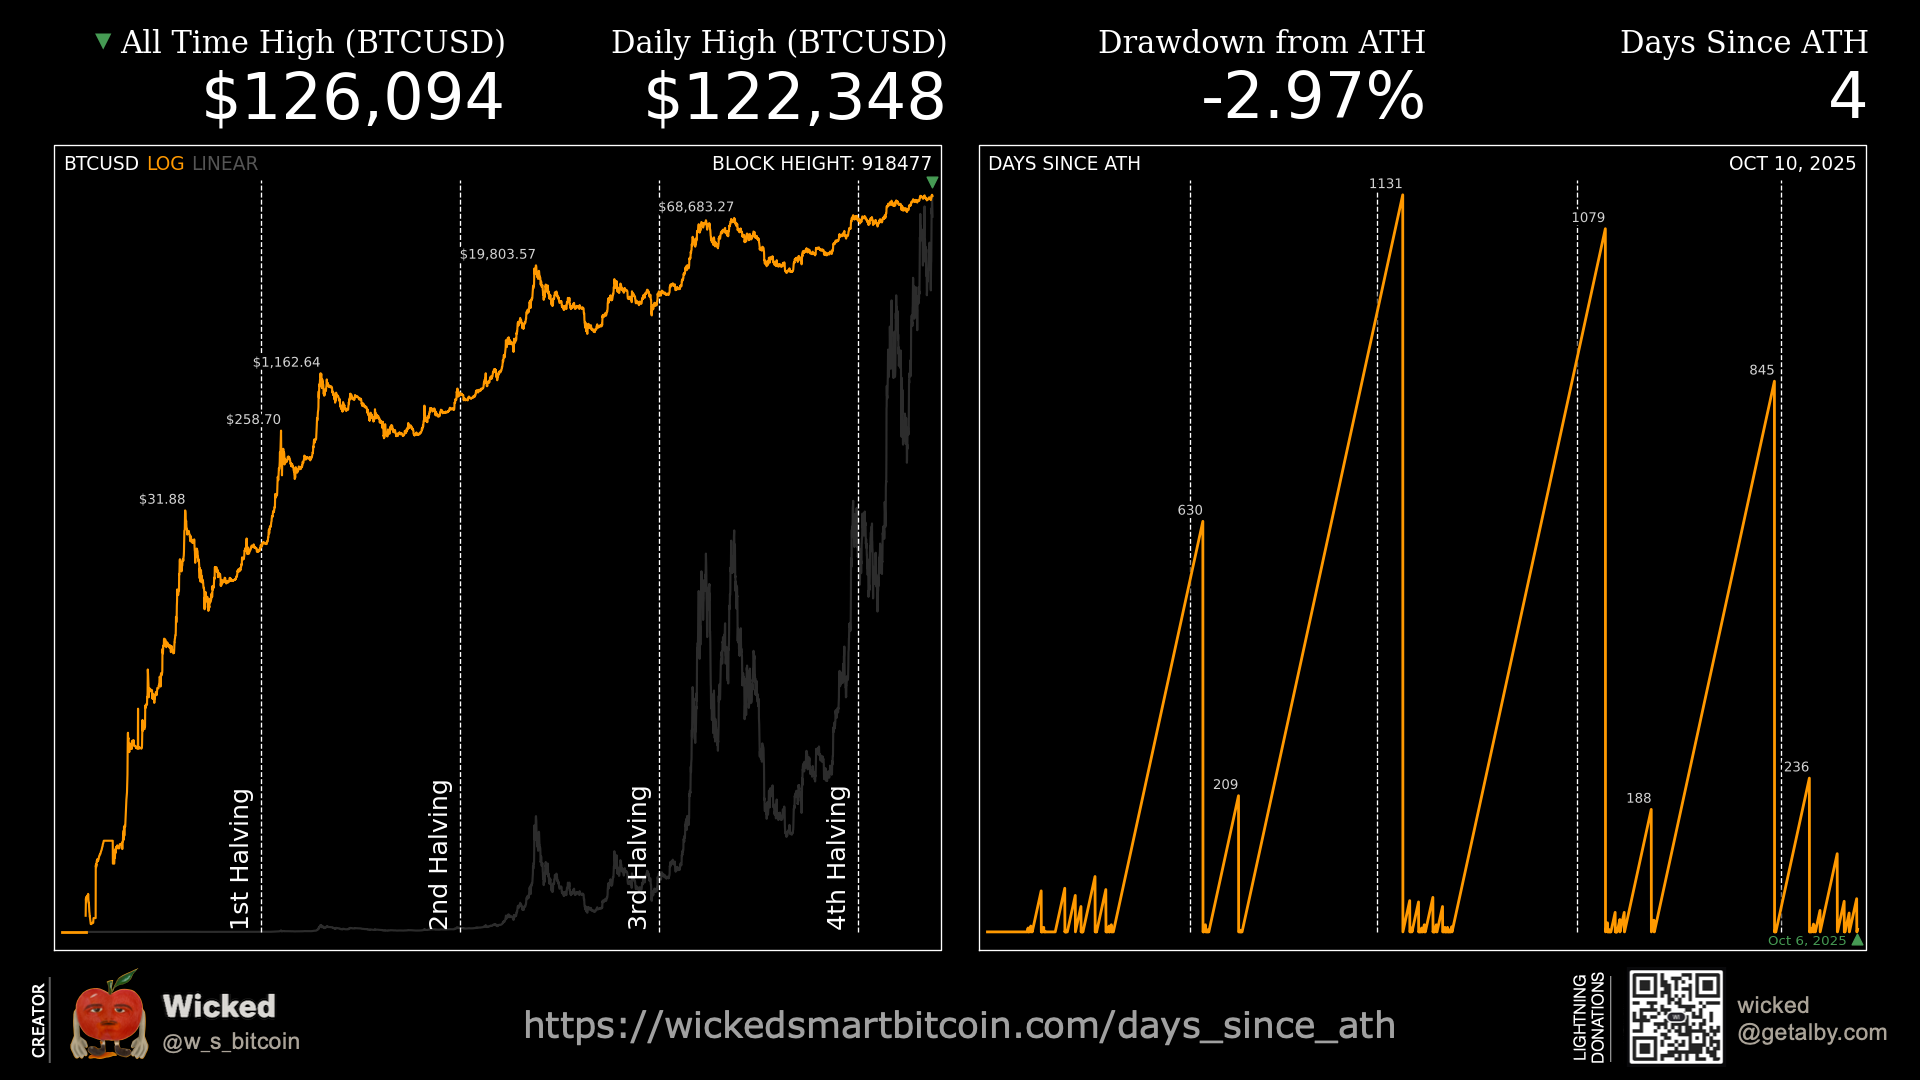 ▼ All Time High (BTCUSD)
$126,094
Daily High (BTCUSD)
$122,348
Drawdown from ATH
-2.97%
Days Since ATH
4
BTCUSD LOG LINEAR
BLOCK HEIGHT: 918477
$31.88
$258.70
$1,162.64
$19,803.57
$68,683.27
1st Halving
2nd Halving
3rd Halving
4th Halving
DAYS SINCE ATH
OCT 10, 2025
630
209
1131
1079
188
845
236
Oct 6, 2025
CREATOR
Wicked
@w_s_bitcoin
https://wickedsmartbitcoin.com/days_since_ath
LIGHTNING
DONATIONS
wicked
@getalby.com